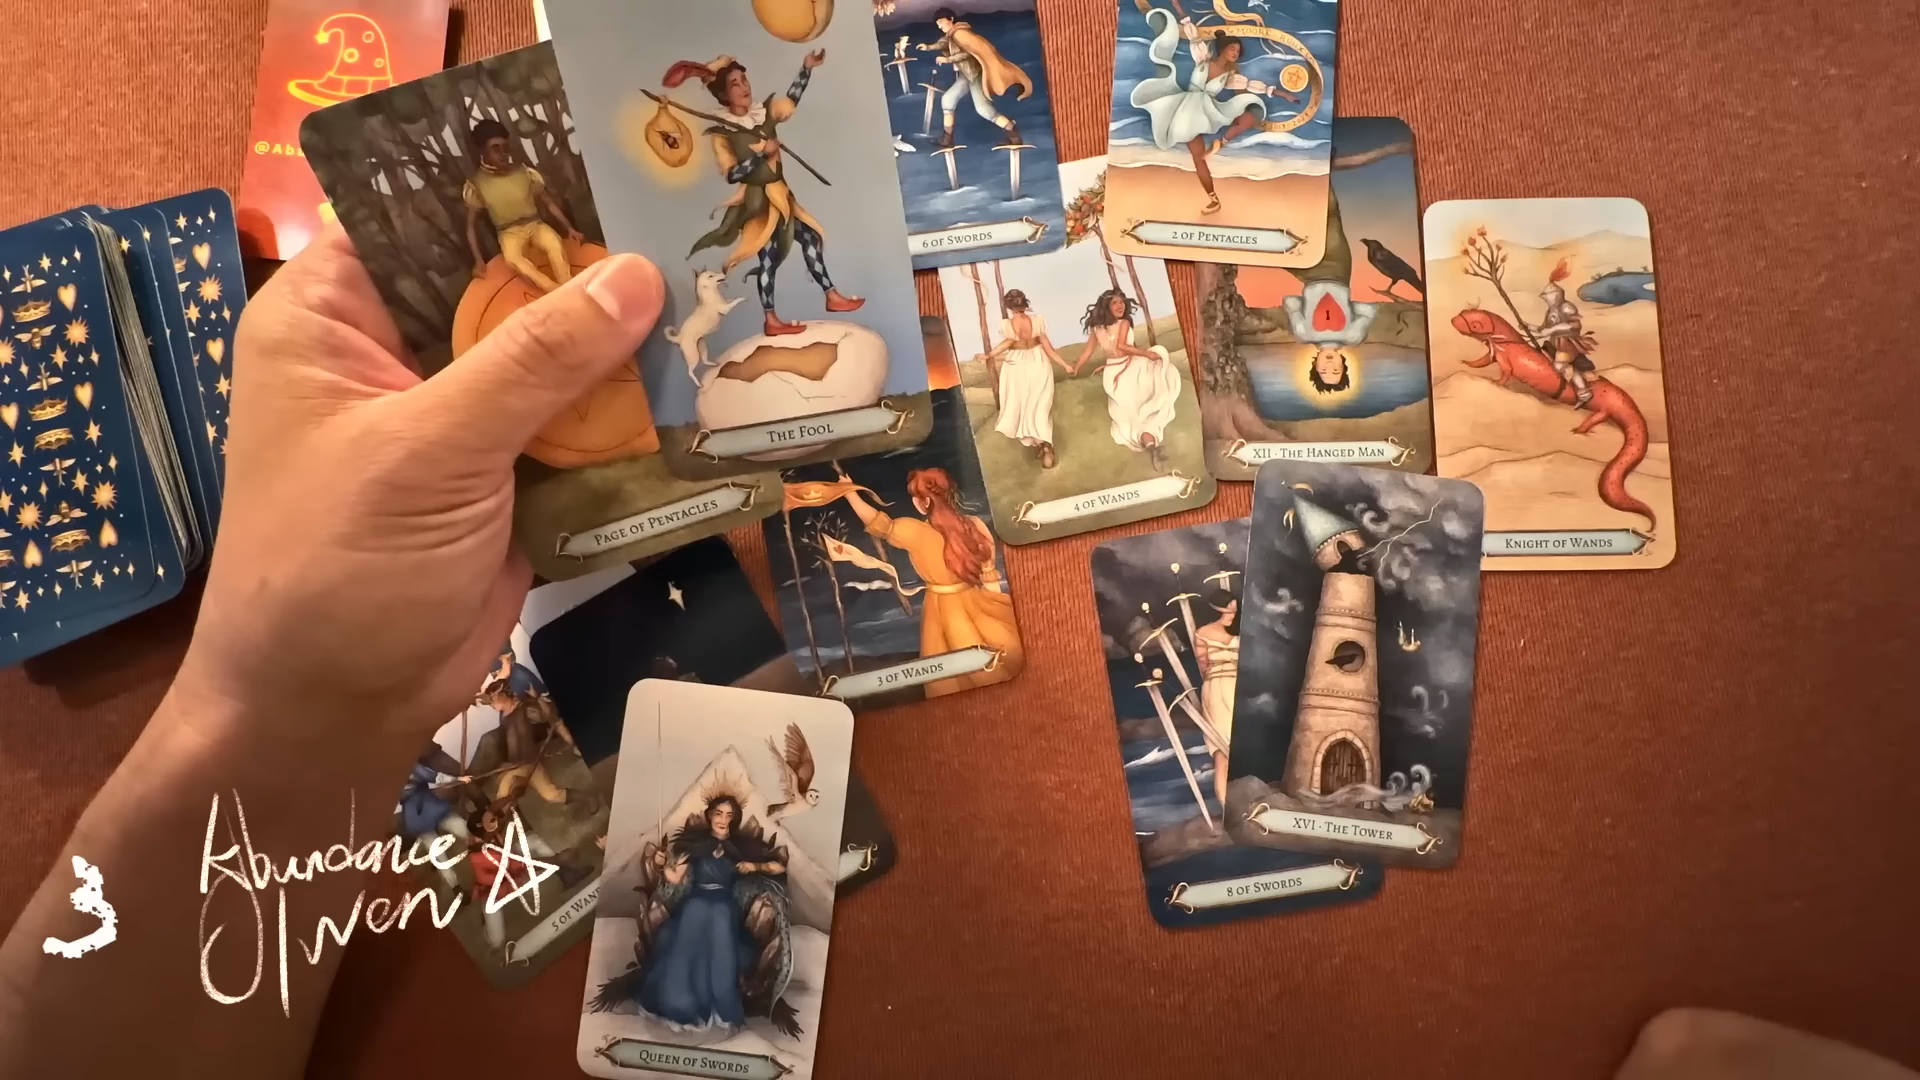 @Ab
6 OF SWORDS
2 OF PENTACLES
THE FOOL
XII · THE HANGED MAN
PAGE OF PENTACLES
4 OF WANDS
KNIGHT OF WANDS
3 OF WANDS
XVI · THE TOWER
8 OF SWORDS
5 OF WAN
QUEEN OF SWORDS
3
Abundance
Olwen